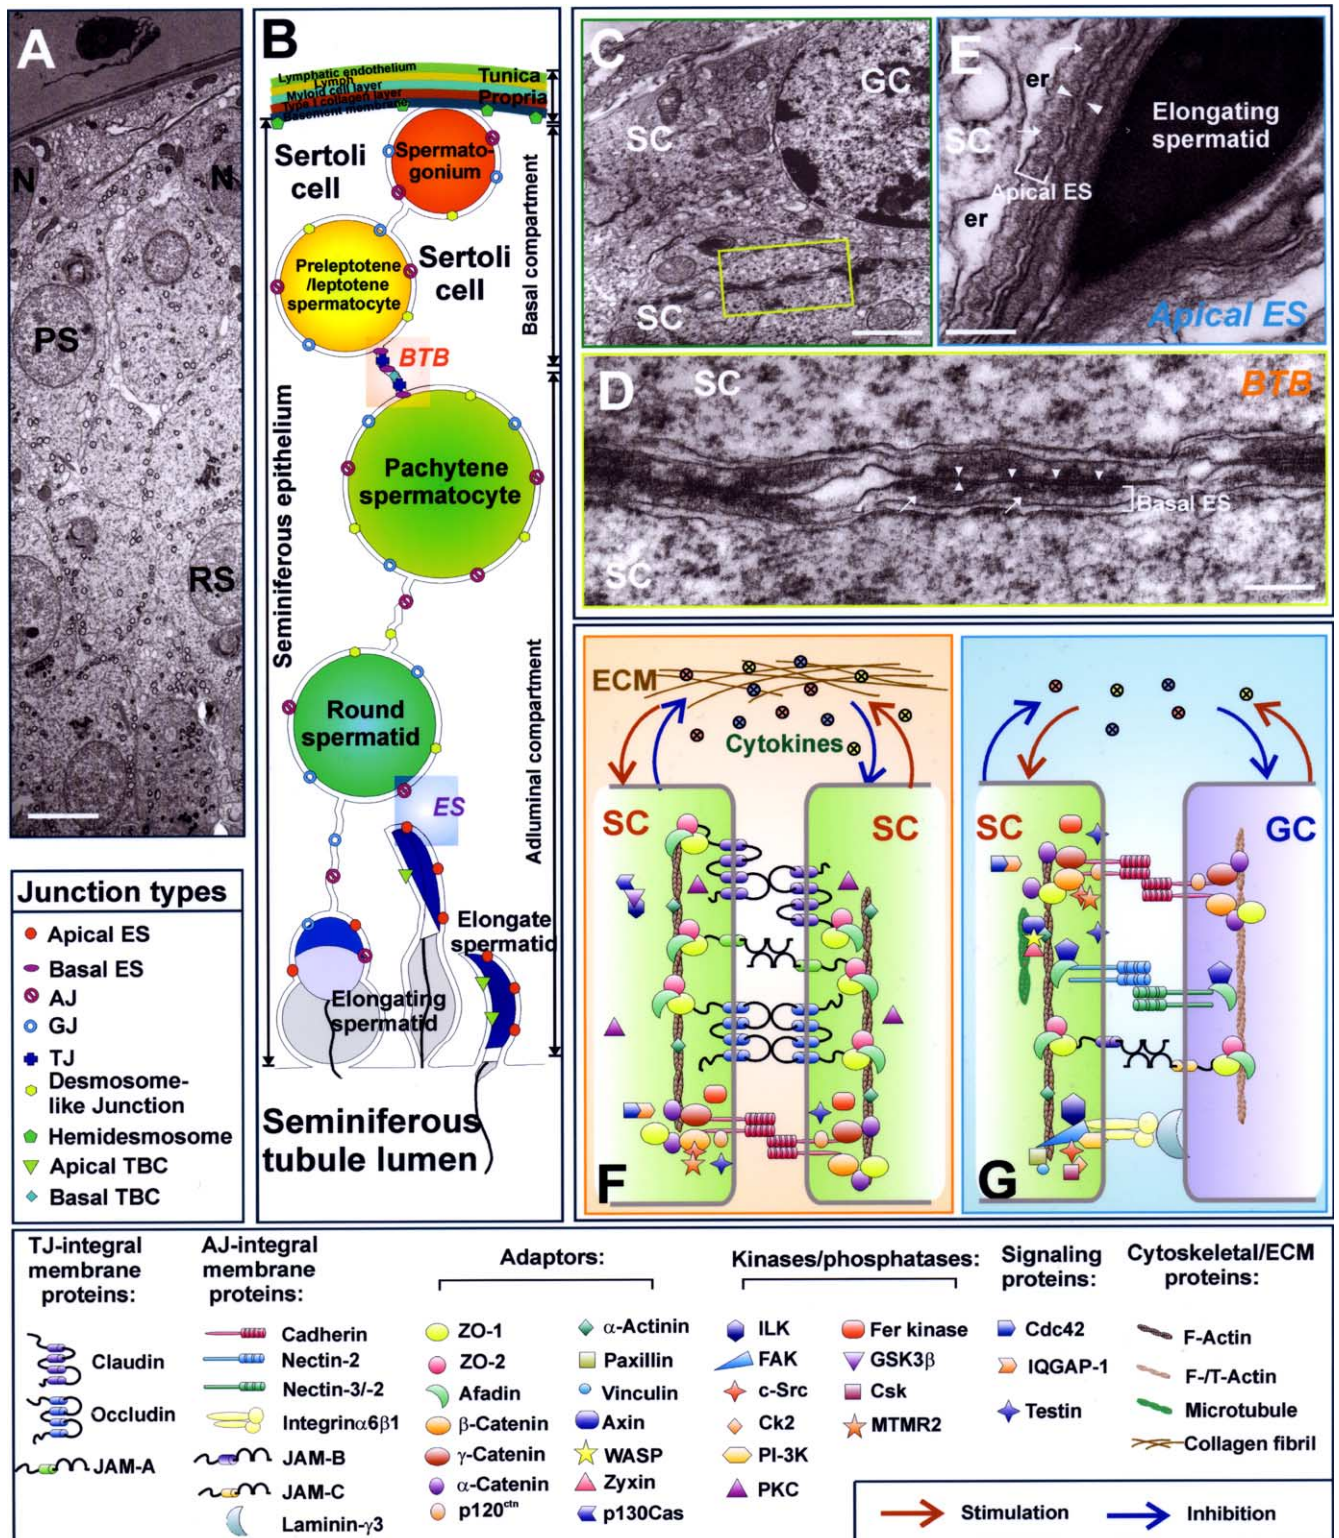 A
N
N
PS
RS
B
Lymphatic endothelium
Lymph
Myloid cell layer
Type I collagen layer
Basement membrane
Tunica
Propria
Sertoli
cell
Spermato-
gonium
Preleptotene
/leptotene
spermatocyte
Sertoli
cell
BTB
Pachytene
spermatocyte
Round
spermatid
ES
Elongate
spermatid
Elongating
spermatid
Seminiferous
tubule lumen
Seminiferous epithelium
Basal compartment
Adluminal compartment
C
SC
GC
SC
E
er
SC
Elongating
spermatid
Apical ES
er
Apical ES
D
SC
BTB
Basal ES
SC
ECM
Cytokines
SC
SC
F
SC
GC
G
Junction types
Apical ES
Basal ES
AJ
GJ
TJ
Desmosome-
like Junction
Hemidesmosome
Apical TBC
Basal TBC
TJ-integral
membrane
proteins:
Claudin
Occludin
JAM-A
AJ-integral
membrane
proteins:
Cadherin
Nectin-2
Nectin-3/-2
Integrinα6β1
JAM-B
JAM-C
Laminin-γ3
Adaptors:
ZO-1
ZO-2
Afadin
β-Catenin
γ-Catenin
α-Catenin
p120ctn
α-Actinin
Paxillin
Vinculin
Axin
WASP
Zyxin
p130Cas
Kinases/phosphatases:
ILK
FAK
c-Src
Ck2
PI-3K
PKC
Fer kinase
GSK3β
Csk
MTMR2
Signaling
proteins:
Cdc42
IQGAP-1
Testin
Cytoskeletal/ECM
proteins:
F-Actin
F-/T-Actin
Microtubule
Collagen fibril
Stimulation
Inhibition